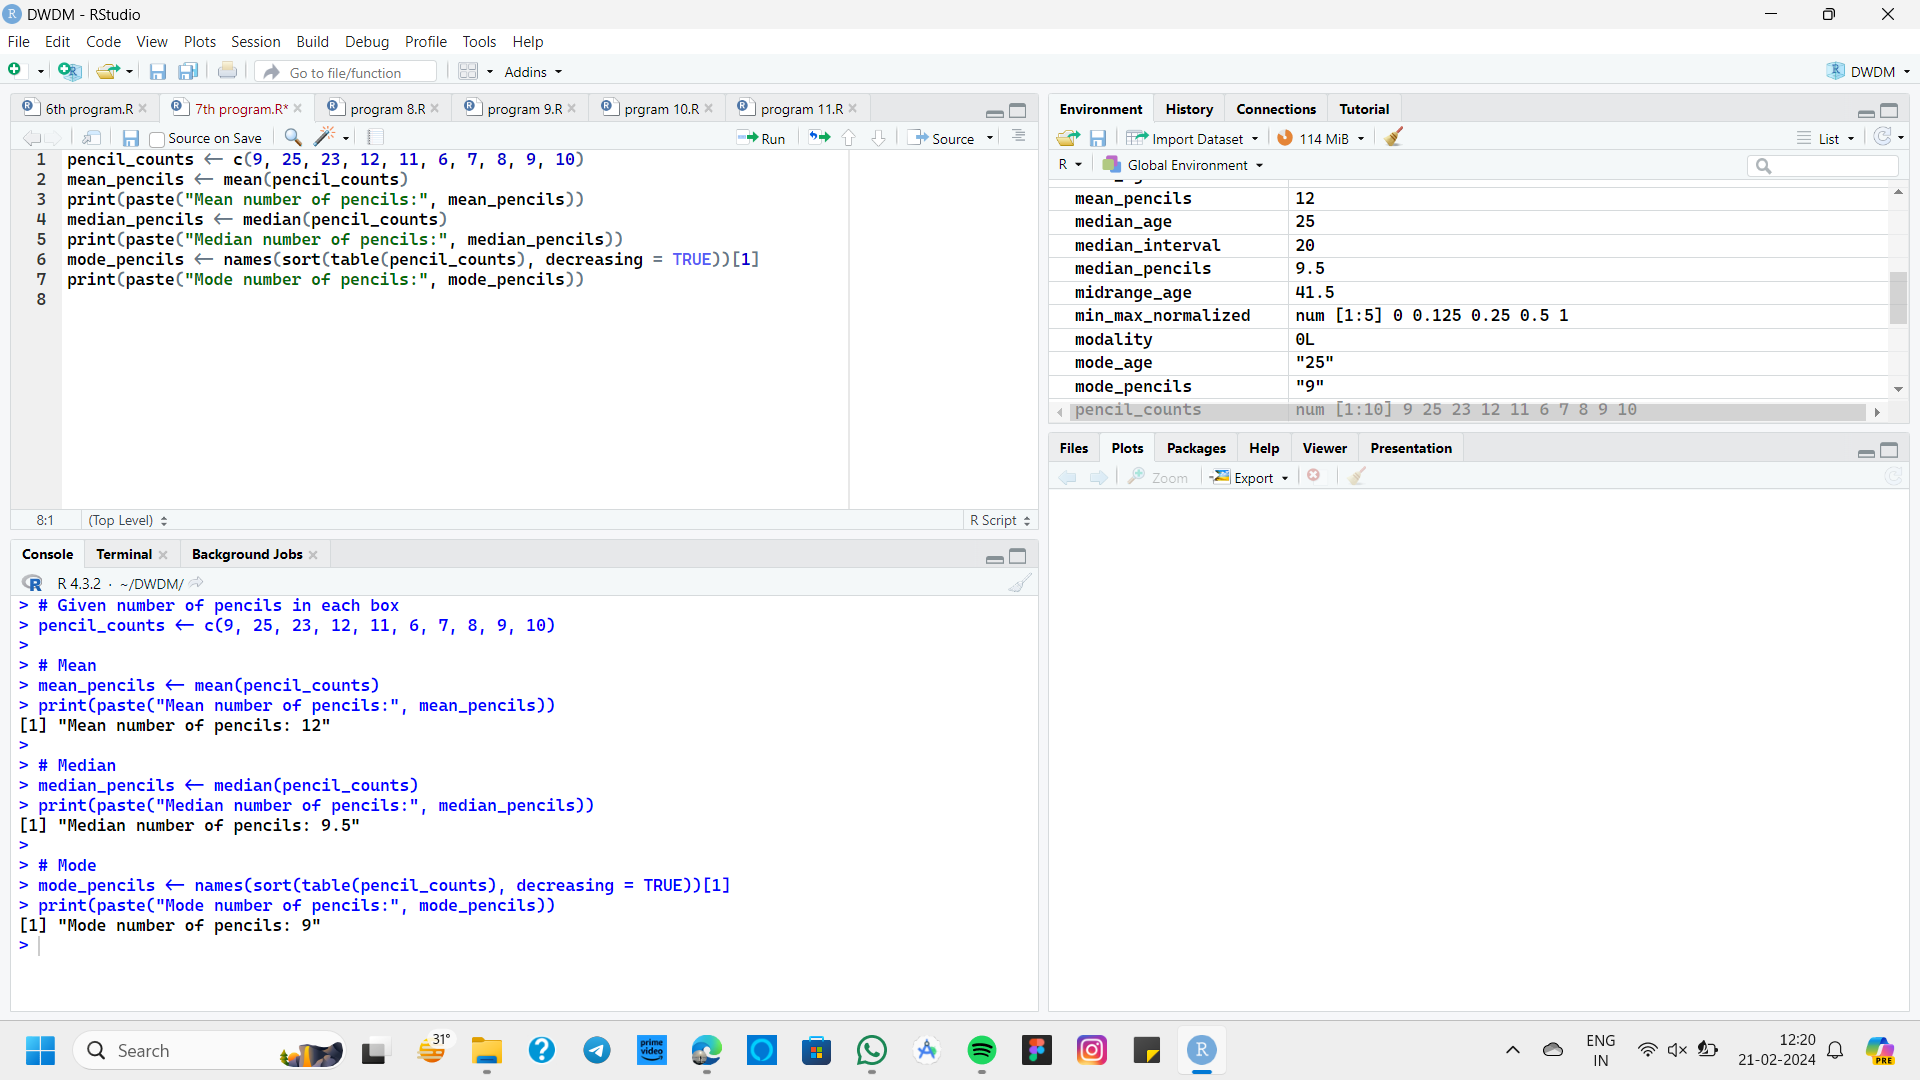 DWDM - RStudio
File Edit Code View Plots Session Build Debug Profile Tools Help
Go to file/function Addins DWDM
6th program.R 7th program.R* program 8.R program 9.R prgram 10.R program 11.R
Source on Save Run Source
1 pencil_counts <- c(9, 25, 23, 12, 11, 6, 7, 8, 9, 10)
2 mean_pencils <- mean(pencil_counts)
3 print(paste("Mean number of pencils:", mean_pencils))
4 median_pencils <- median(pencil_counts)
5 print(paste("Median number of pencils:", median_pencils))
6 mode_pencils <- names(sort(table(pencil_counts), decreasing = TRUE))[1]
7 print(paste("Mode number of pencils:", mode_pencils))
8
8:1 (Top Level) R Script
Console Terminal Background Jobs
R 4.3.2 · ~/DWDM/
> # Given number of pencils in each box
> pencil_counts <- c(9, 25, 23, 12, 11, 6, 7, 8, 9, 10)
>
> # Mean
> mean_pencils <- mean(pencil_counts)
> print(paste("Mean number of pencils:", mean_pencils))
[1] "Mean number of pencils: 12"
>
> # Median
> median_pencils <- median(pencil_counts)
> print(paste("Median number of pencils:", median_pencils))
[1] "Median number of pencils: 9.5"
>
> # Mode
> mode_pencils <- names(sort(table(pencil_counts), decreasing = TRUE))[1]
> print(paste("Mode number of pencils:", mode_pencils))
[1] "Mode number of pencils: 9"
>
Environment History Connections Tutorial
Import Dataset 114 MiB List
R Global Environment
mean_pencils 12
median_age 25
median_interval 20
median_pencils 9.5
midrange_age 41.5
min_max_normalized num [1:5] 0 0.125 0.25 0.5 1
modality 0L
mode_age "25"
mode_pencils "9"
pencil_counts num [1:10] 9 25 23 12 11 6 7 8 9 10
Files Plots Packages Help Viewer Presentation
Zoom Export
Search 31° prime video R ENG IN 12:20 21-02-2024 PRE